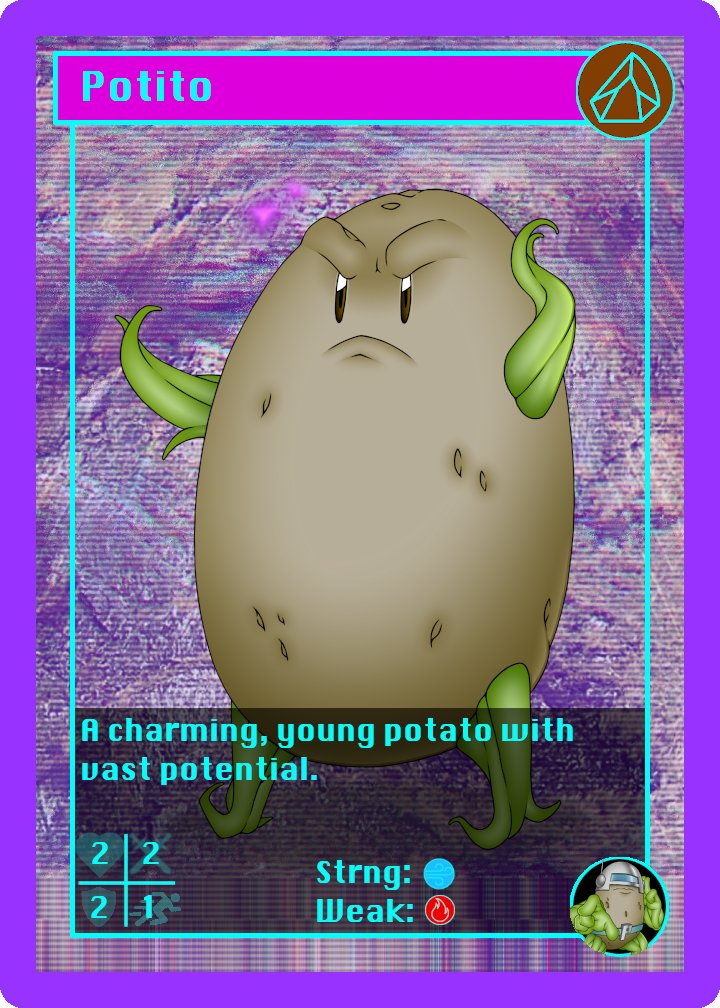 Potito
A charming, young potato with
vast potential.
2 2
2 1
Strng:
Weak: